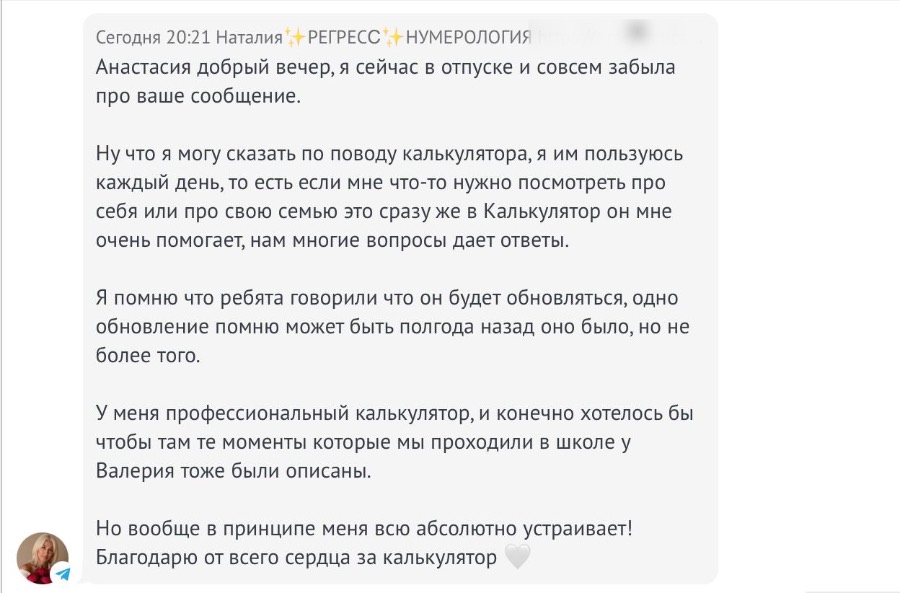 Сегодня 20:21 Наталия✨РЕГРЕСС✨НУМЕРОЛОГИЯ
Анастасия добрый вечер, я сейчас в отпуске и совсем забыла
про ваше сообщение.
Ну что я могу сказать по поводу калькулятора, я им пользуюсь
каждый день, то есть если мне что-то нужно посмотреть про
себя или про свою семью это сразу же в Калькулятор он мне
очень помогает, нам многие вопросы дает ответы.
Я помню что ребята говорили что он будет обновляться, одно
обновление помню может быть полгода назад оно было, но не
более того.
У меня профессиональный калькулятор, и конечно хотелось бы
чтобы там те моменты которые мы проходили в школе у
Валерия тоже были описаны.
Но вообще в принципе меня всю абсолютно устраивает!
Благодарю от всего сердца за калькулятор 🤍